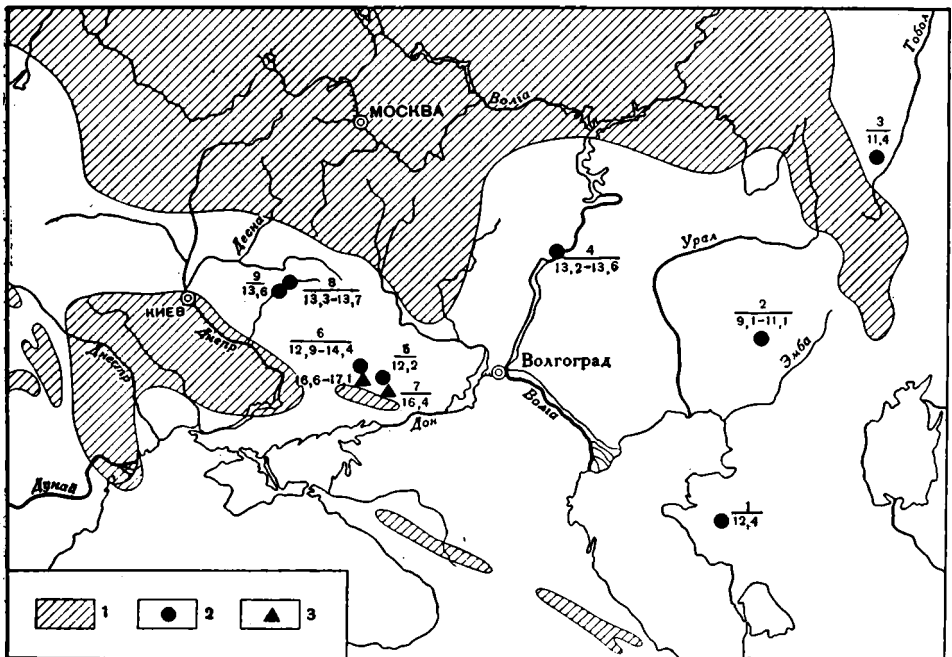 Тобол
МОСКВА
Волга
3
11,4
Десна
Урал
4
13,2–13,6
9
13,6
8
13,3–13,7
КИЕВ
2
9,1–11,1
Днепр
Эмба
Днестр
6
12,9–14,4
5
12,2
Волгоград
16,6–17,1
7
16,4
Волга
Дон
Дунай
1
12,4
1
2
3